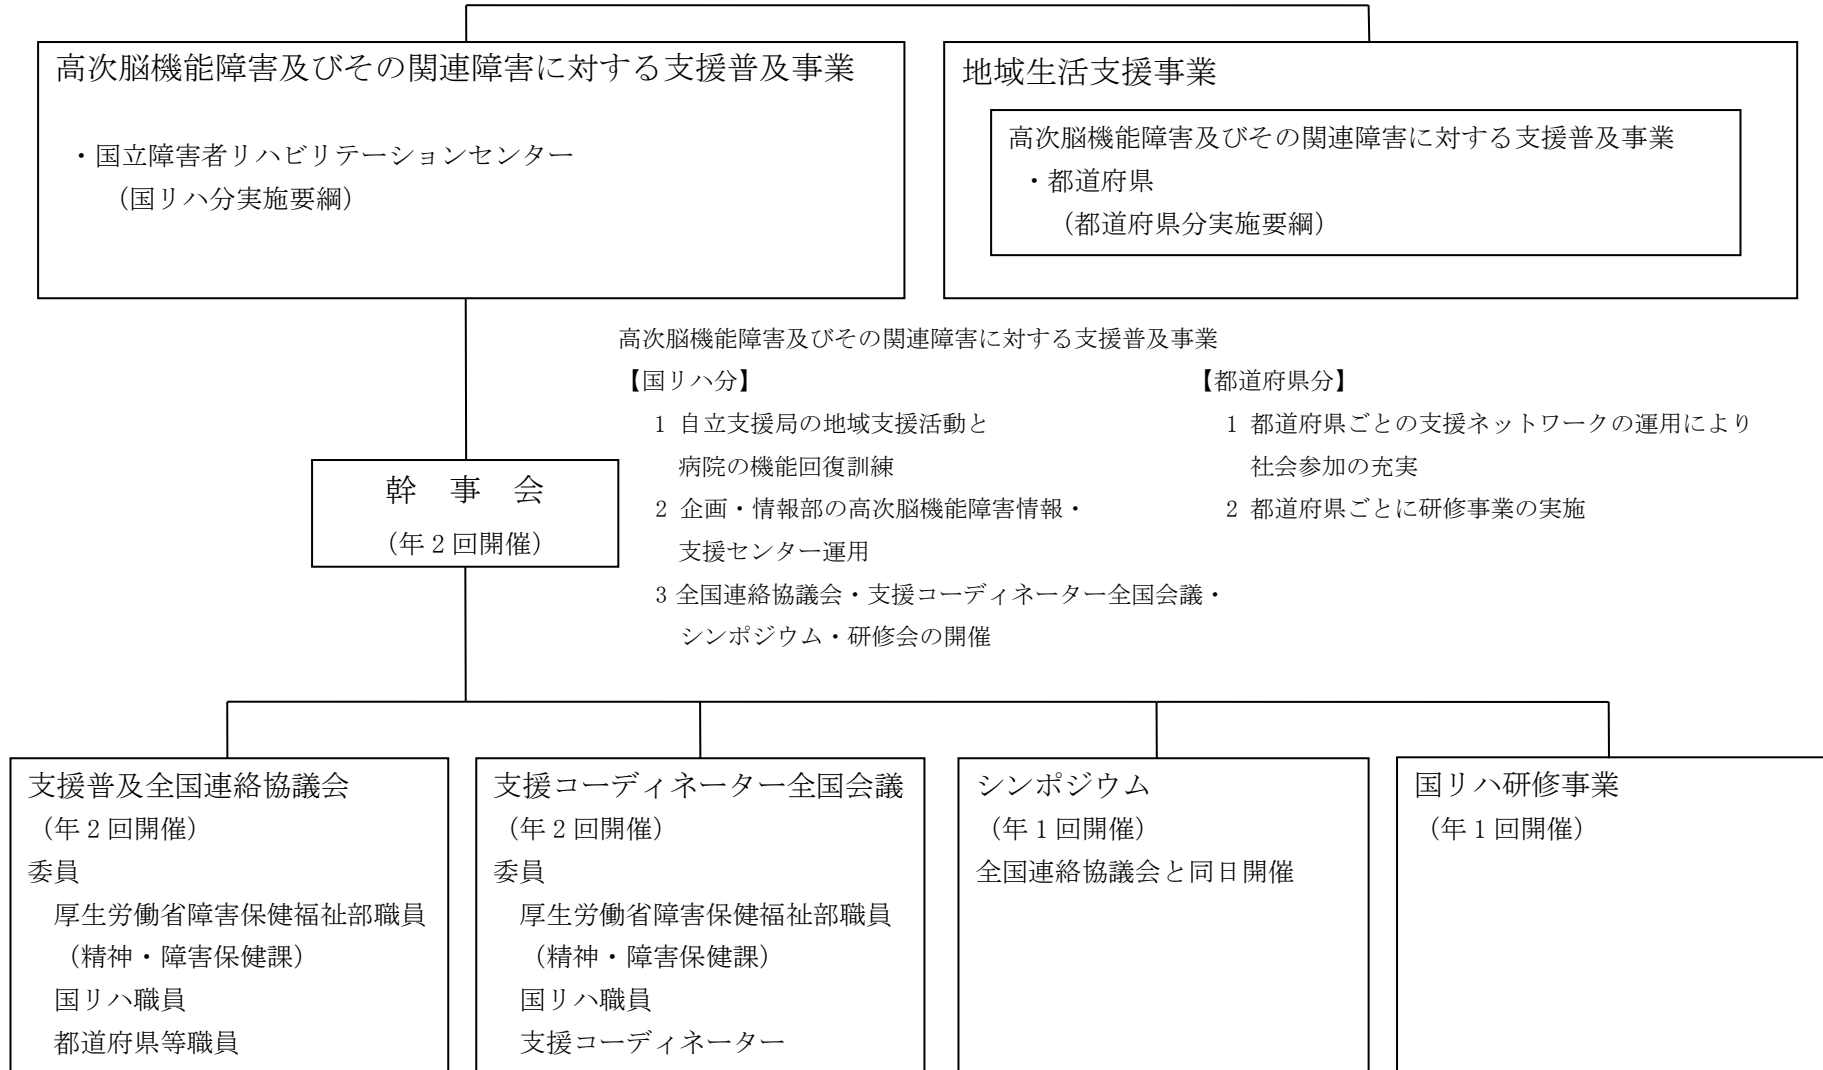 高次脳機能障害及びその関連障害に対する支援普及事業
・国立障害者リハビリテーションセンター
（国リハ分実施要綱）
地域生活支援事業
高次脳機能障害及びその関連障害に対する支援普及事業
・都道府県
（都道府県分実施要綱）
高次脳機能障害及びその関連障害に対する支援普及事業
【国リハ分】
1 自立支援局の地域支援活動と
病院の機能回復訓練
2 企画・情報部の高次脳機能障害情報・
支援センター運用
3 全国連絡協議会・支援コーディネーター全国会議・
シンポジウム・研修会の開催
【都道府県分】
1 都道府県ごとの支援ネットワークの運用により
社会参加の充実
2 都道府県ごとに研修事業の実施
幹　事　会
（年 2 回開催）
支援普及全国連絡協議会
（年 2 回開催）
委員
厚生労働省障害保健福祉部職員
（精神・障害保健課）
国リハ職員
都道府県等職員
支援コーディネーター全国会議
（年 2 回開催）
委員
厚生労働省障害保健福祉部職員
（精神・障害保健課）
国リハ職員
支援コーディネーター
シンポジウム
（年 1 回開催）
全国連絡協議会と同日開催
国リハ研修事業
（年 1 回開催）